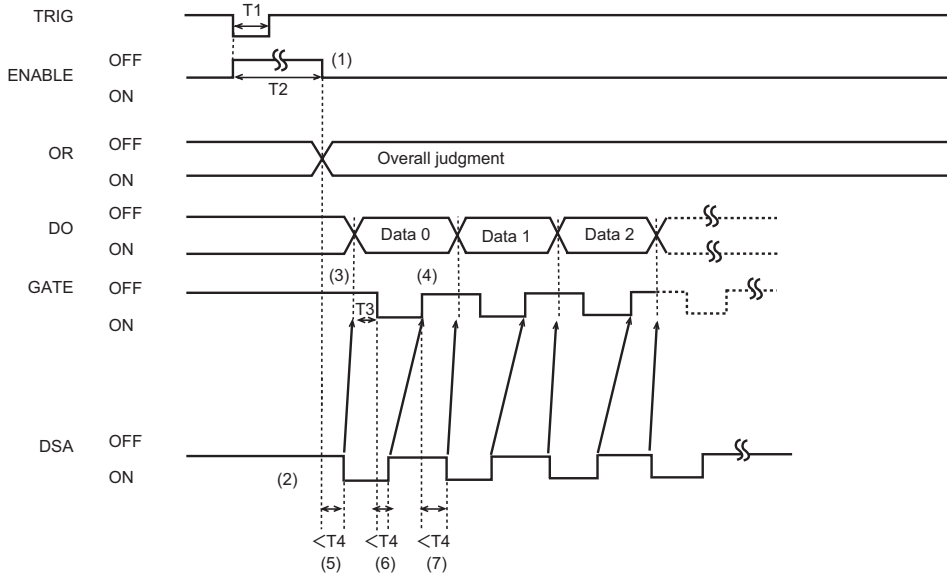 TRIG
T1
ENABLE
OFF
(1)
T2
ON
OR
OFF
Overall judgment
ON
DO
OFF
Data 0
Data 1
Data 2
ON
(3)
(4)
GATE
OFF
T3
ON
DSA
OFF
ON
(2)
<T4
<T4
<T4
(5)
(6)
(7)